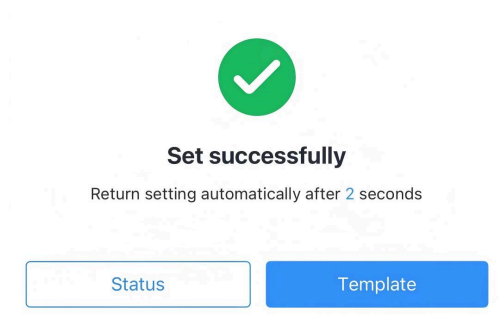 Set successfully
Return setting automatically after 2 seconds
Status
Template